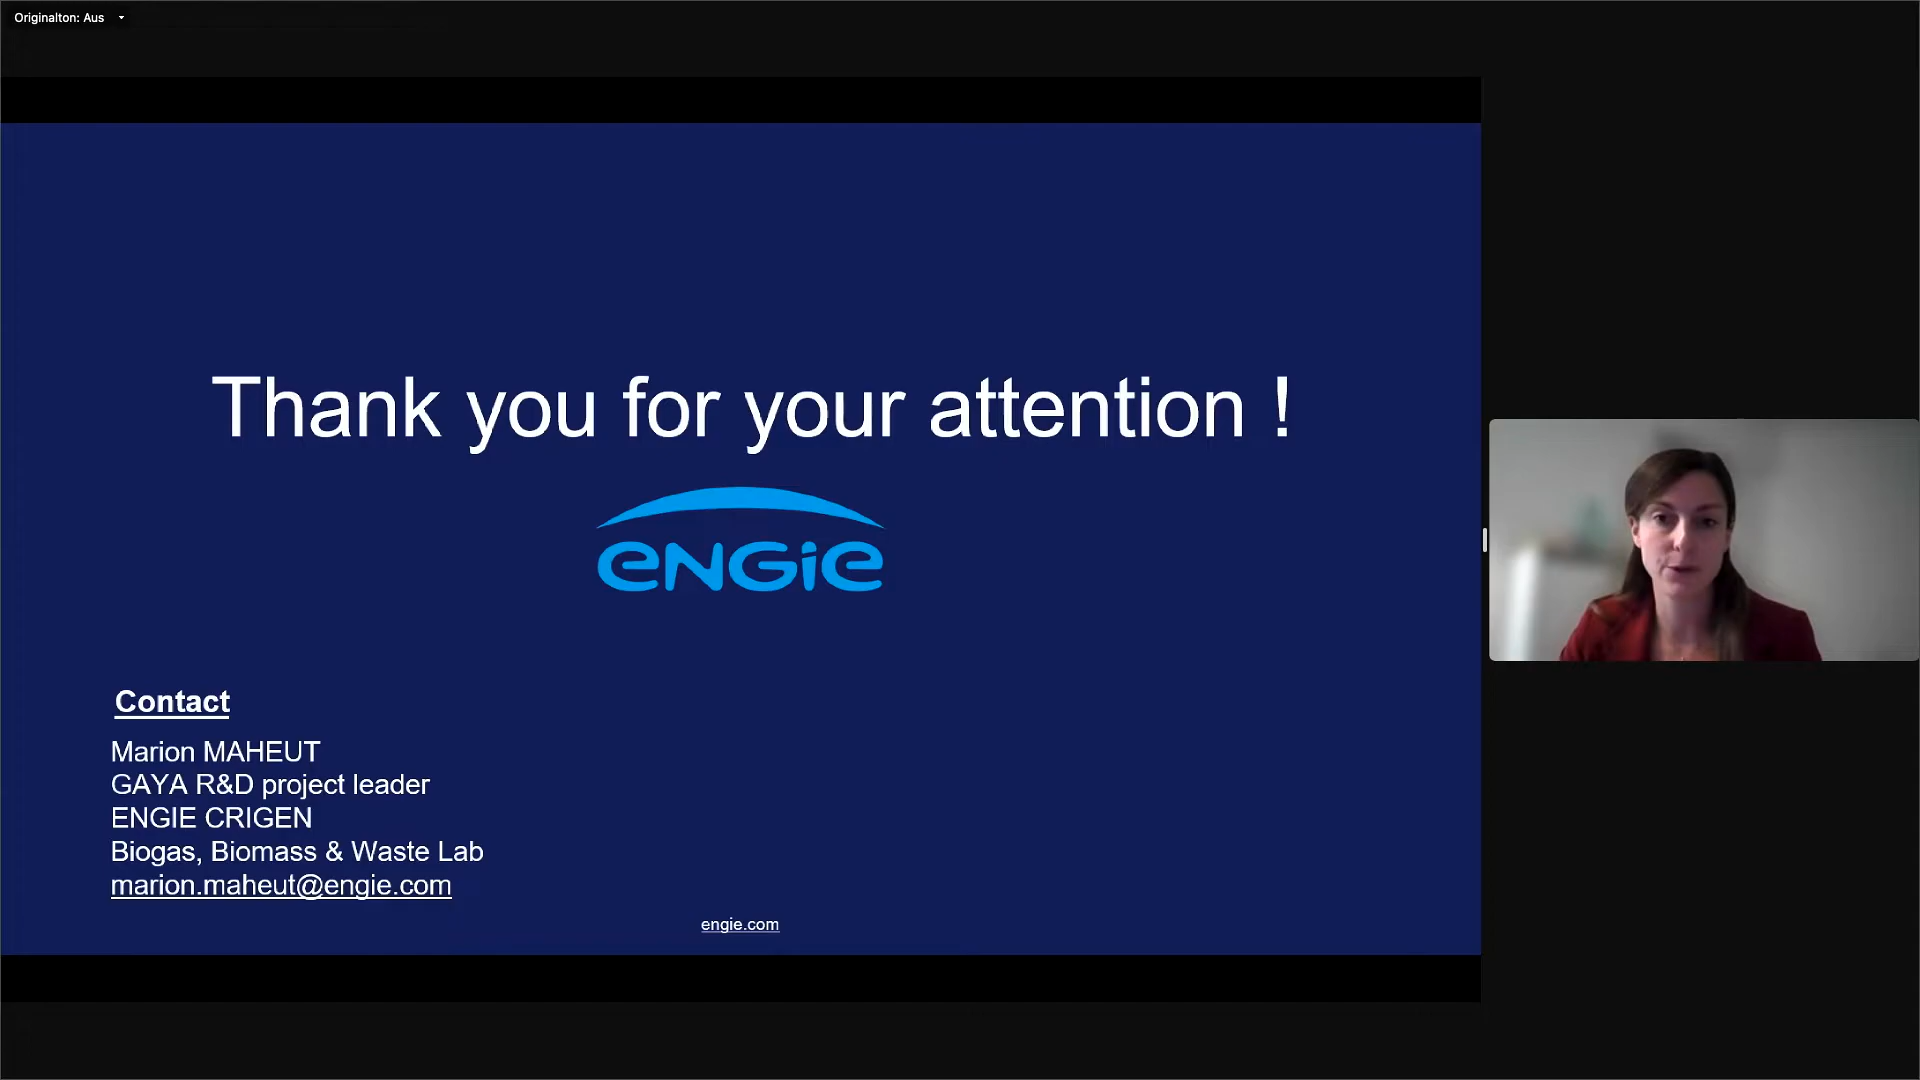 Originalton: Aus
Thank you for your attention !
engie
Contact
Marion MAHEUT
GAYA R&D project leader
ENGIE CRIGEN
Biogas, Biomass & Waste Lab
marion.maheut@engie.com
engie.com